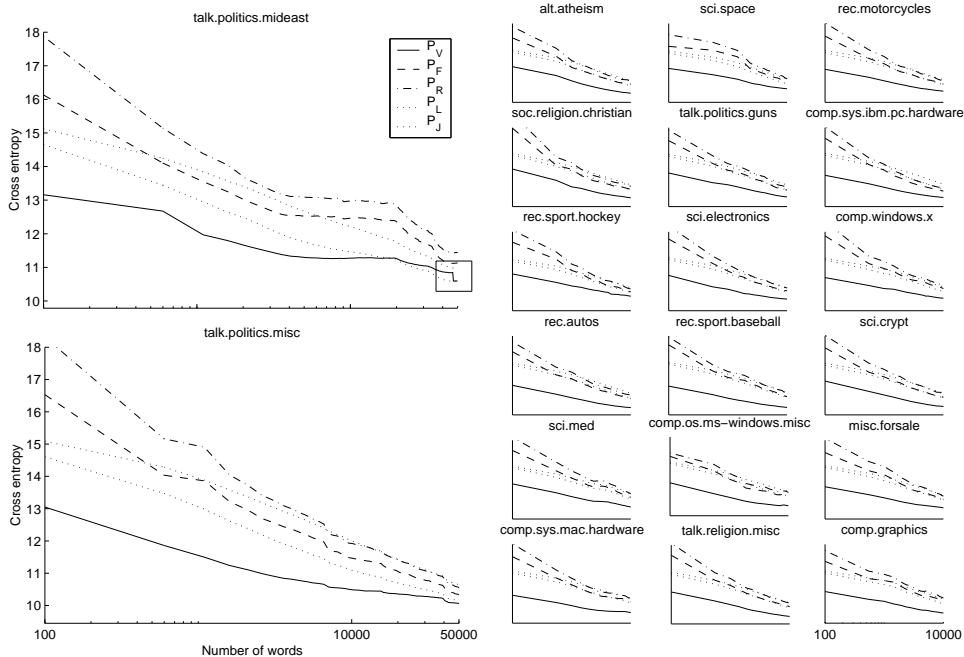 talk.politics.mideast
18
17
16
15
14
13
12
11
10
Cross entropy
P_V
P_F
P_R
P_L
P_J
talk.politics.misc
18
17
16
15
14
13
12
11
10
Cross entropy
100
10000
50000
Number of words
alt.atheism
sci.space
rec.motorcycles
soc.religion.christian
talk.politics.guns
comp.sys.ibm.pc.hardware
rec.sport.hockey
sci.electronics
comp.windows.x
rec.autos
rec.sport.baseball
sci.crypt
sci.med
comp.os.ms−windows.misc
misc.forsale
comp.sys.mac.hardware
talk.religion.misc
comp.graphics
100
10000